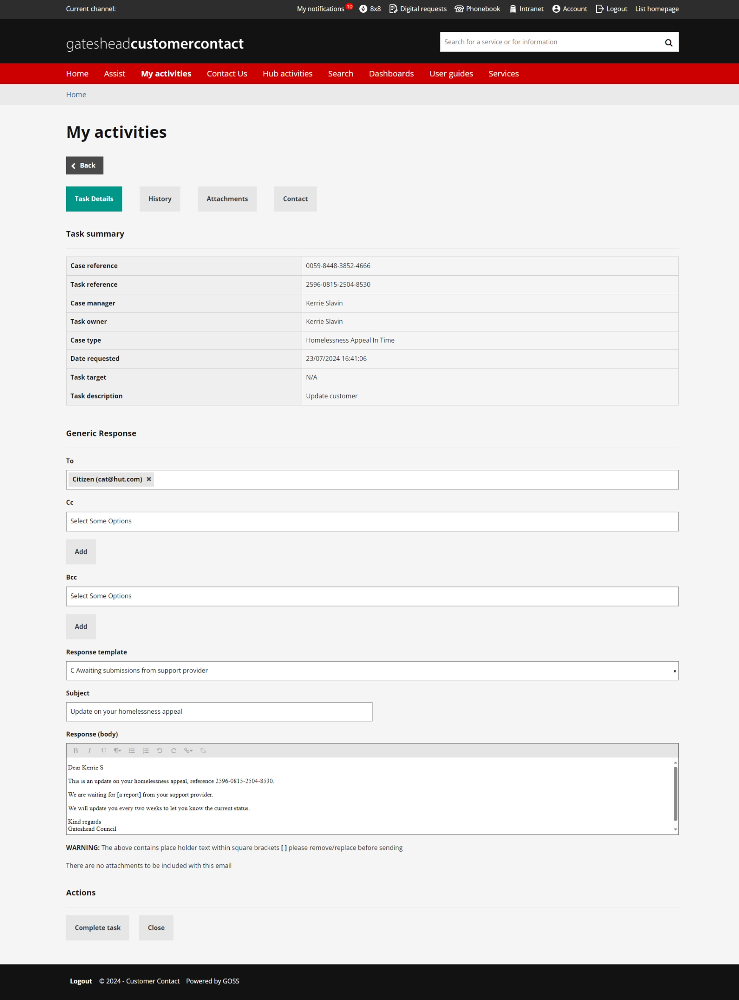 Current channel:
My notifications 10 8x8 Digital requests Phonebook Intranet Account Logout List homepage
gatesheadcustomercontact
Search for a service or for information
Home Assist My activities Contact Us Hub activities Search Dashboards User guides Services
Home
My activities
Back
Task Details History Attachments Contact
Task summary
Case reference 0059-8448-3852-4666
Task reference 2596-0815-2504-8530
Case manager Kerrie Slavin
Task owner Kerrie Slavin
Case type Homelessness Appeal In Time
Date requested 23/07/2024 16:41:06
Task target N/A
Task description Update customer
Generic Response
To
Citizen (cat@hut.com)
Cc
Select Some Options
Add
Bcc
Select Some Options
Add
Response template
C Awaiting submissions from support provider
Subject
Update on your homelessness appeal
Response (body)
B I U
Dear Kerrie S
This is an update on your homelessness appeal, reference 2596-0815-2504-8530.
We are waiting for [a report] from your support provider.
We will update you every two weeks to let you know the current status.
Kind regards
Gateshead Council
WARNING: The above contains place holder text within square brackets [ ] please remove/replace before sending
There are no attachments to be included with this email
Actions
Complete task Close
Logout © 2024 - Customer Contact Powered by GOSS